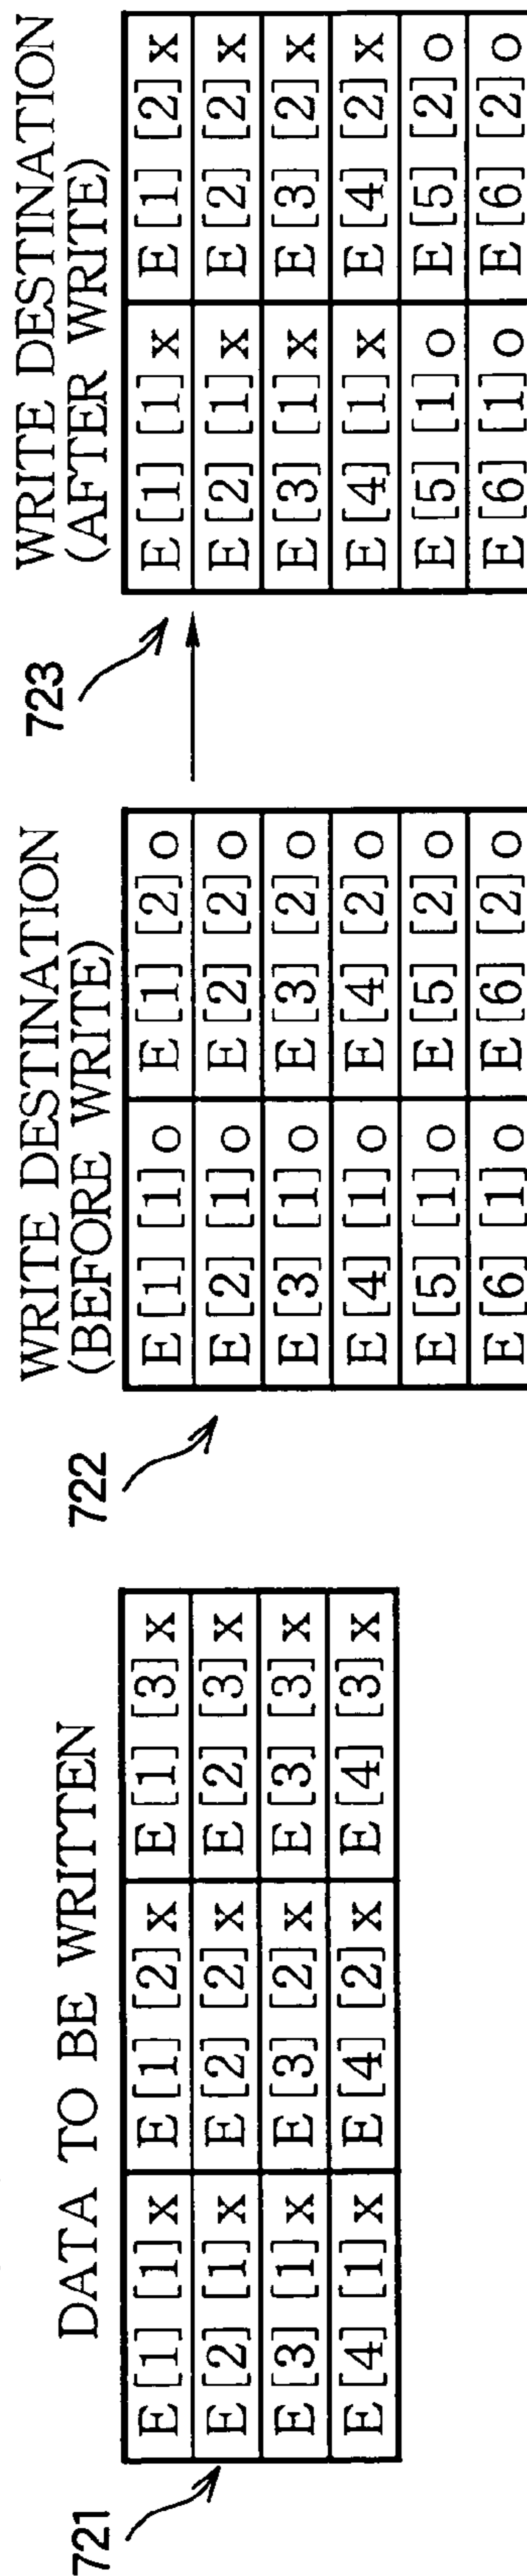 721
DATA TO BE WRITTEN
E [1] [1] x E [1] [2] x E [1] [3] x
E [2] [1] x E [2] [2] x E [2] [3] x
E [3] [1] x E [3] [2] x E [3] [3] x
E [4] [1] x E [4] [2] x E [4] [3] x
722
WRITE DESTINATION
(BEFORE WRITE)
E [1] [1] o E [1] [2] o
E [2] [1] o E [2] [2] o
E [3] [1] o E [3] [2] o
E [4] [1] o E [4] [2] o
E [5] [1] o E [5] [2] o
E [6] [1] o E [6] [2] o
723
WRITE DESTINATION
(AFTER WRITE)
E [1] [1] x E [1] [2] x
E [2] [1] x E [2] [2] x
E [3] [1] x E [3] [2] x
E [4] [1] x E [4] [2] x
E [5] [1] o E [5] [2] o
E [6] [1] o E [6] [2] o